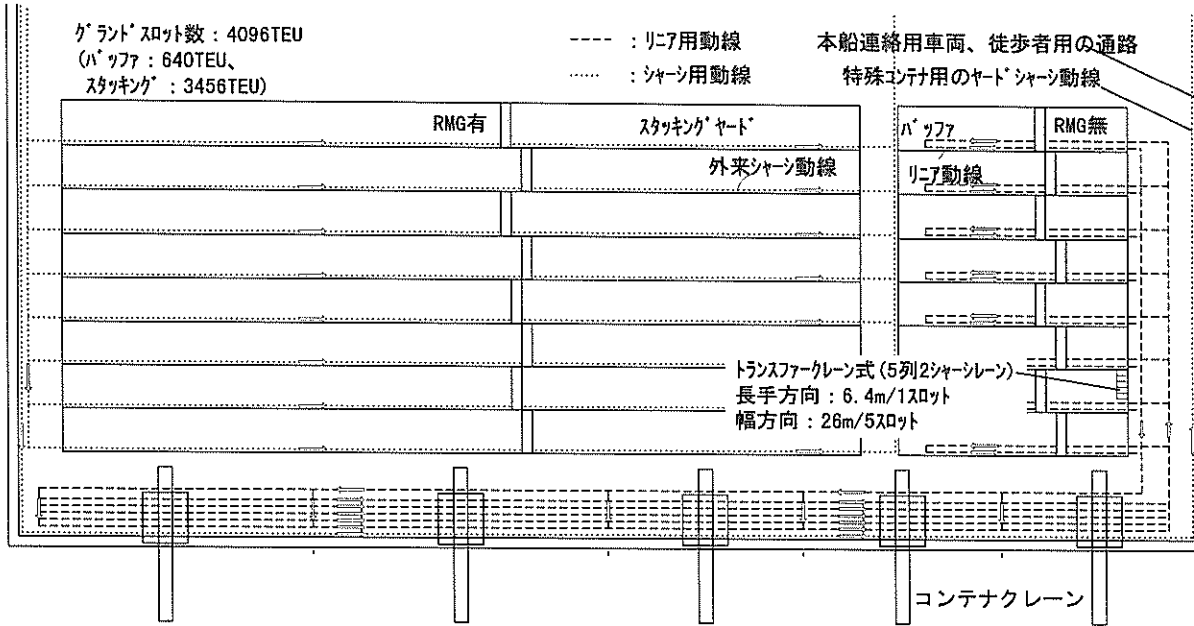 グランドスロット数：4096TEU
(バッファ：640TEU、
スタッキング：3456TEU)
：リニア用動線
：シャーシ用動線
本船連絡用車両、徒歩者用の通路
特殊コンテナ用のヤードシャーシ動線
RMG有
スタッキングヤード
バッファ
RMG無
外来シャーシ動線
リニア動線
トランスファークレーン式(5列2シャーシレーン)
長手方向：6.4m/1スロット
幅方向：26m/5スロット
コンテナクレーン